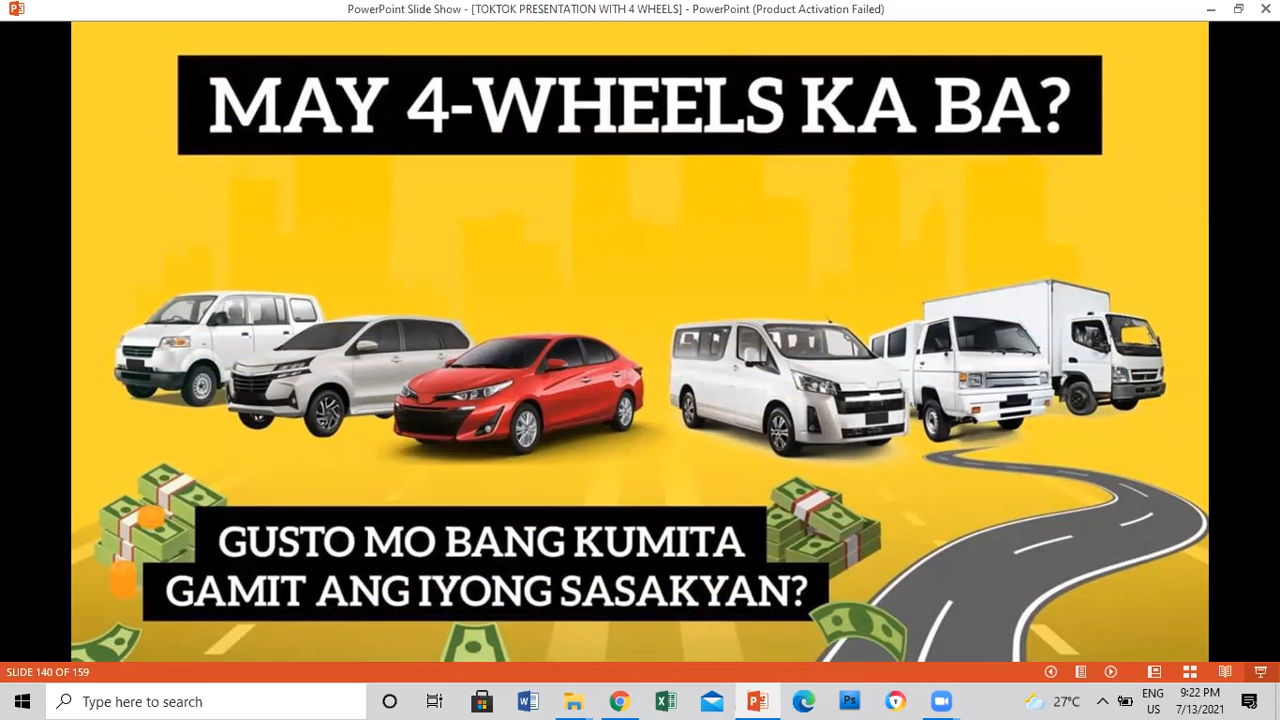 PowerPoint Slide Show - [TOKTOK PRESENTATION WITH 4 WHEELS] - PowerPoint (Product Activation Failed)
MAY 4-WHEELS KA BA?
GUSTO MO BANG KUMITA
GAMIT ANG IYONG SASAKYAN?
SLIDE 140 OF 159
Type here to search
27°C
ENG
US
9:22 PM
7/13/2021